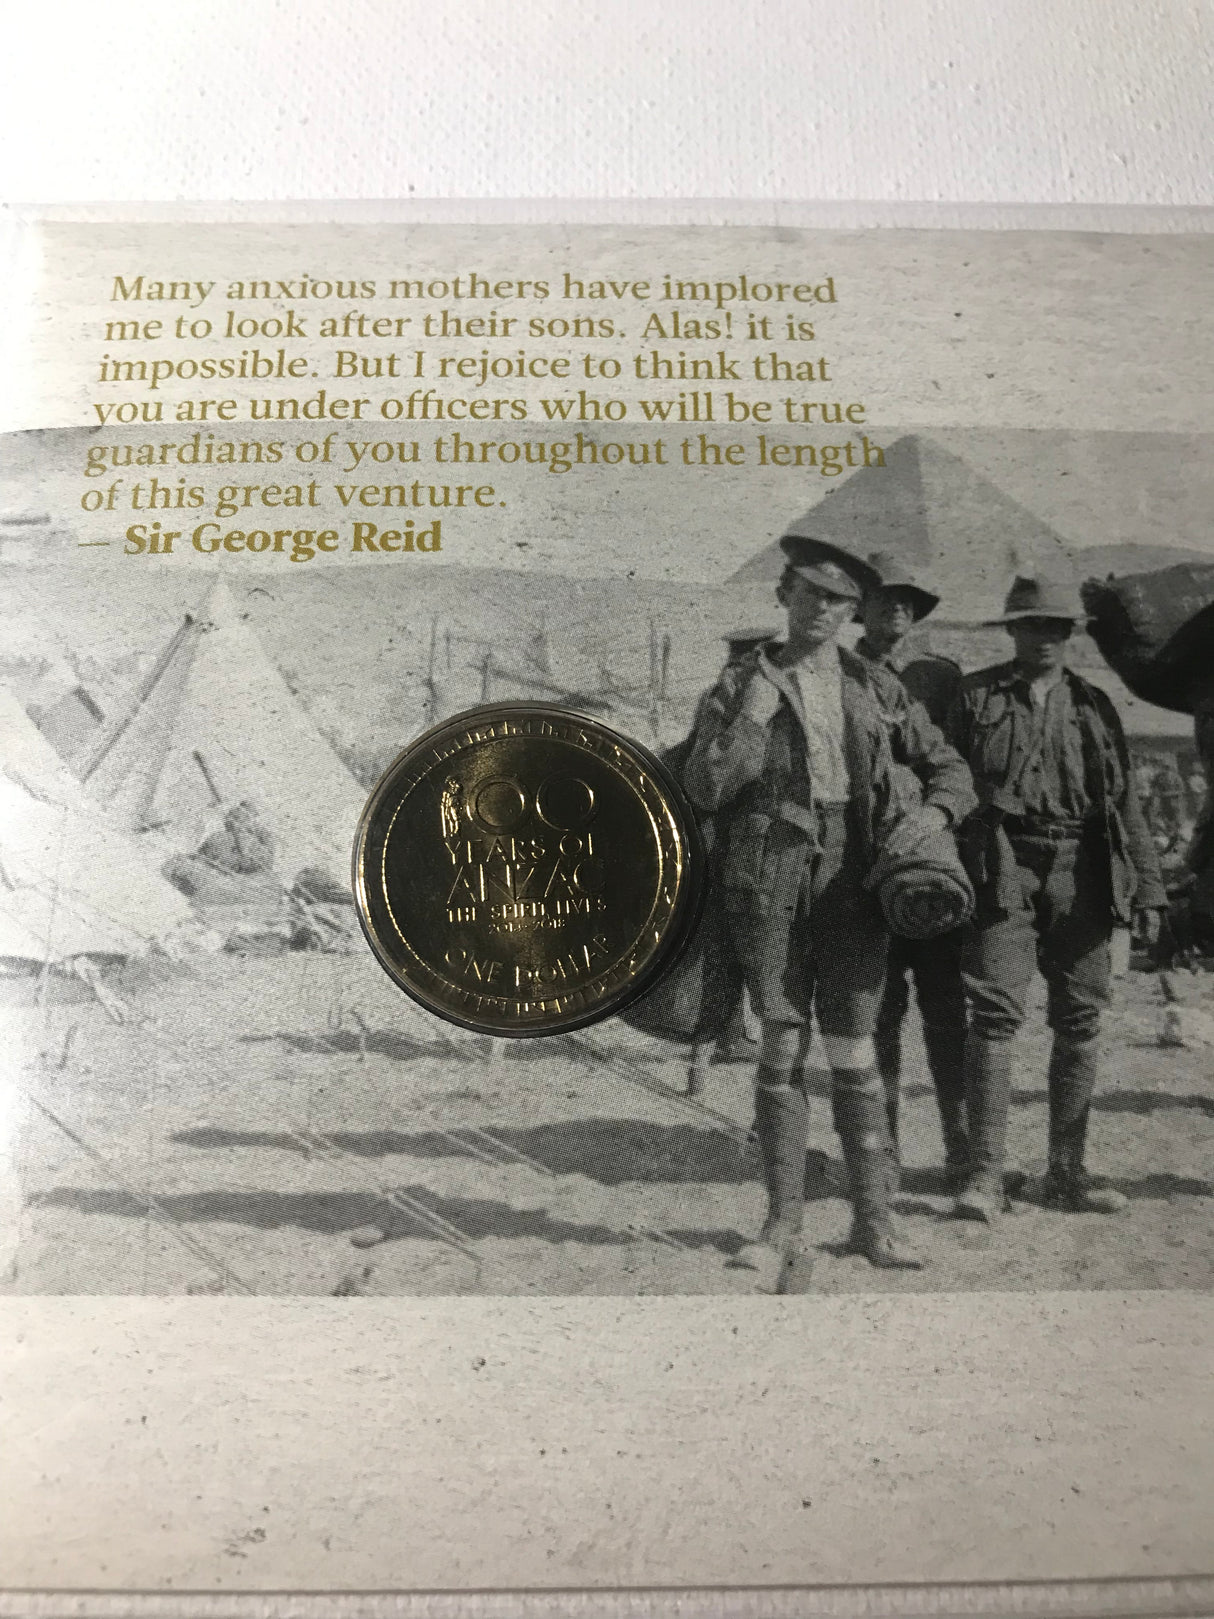 Many anxious mothers have implored
me to look after their sons. Alas! it is
impossible. But I rejoice to think that
you are under officers who will be true
guardians of you throughout the length
of this great venture.
— Sir George Reid
100
YEARS OF
ANZAC
THE SPIRIT LIVES
2014-2018
ONE DOLLAR